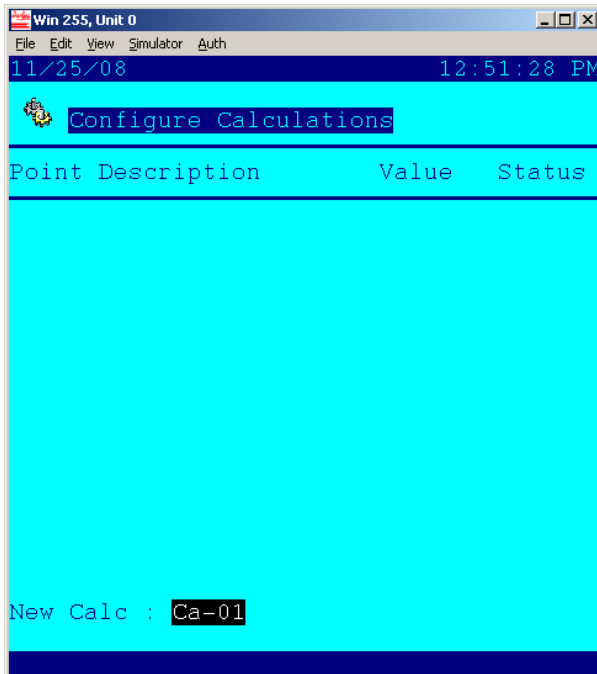 Win 255, Unit 0
File Edit View Simulator Auth
11/25/08 12:51:28 PM
Configure Calculations
Point Description Value Status
New Calc : Ca-01